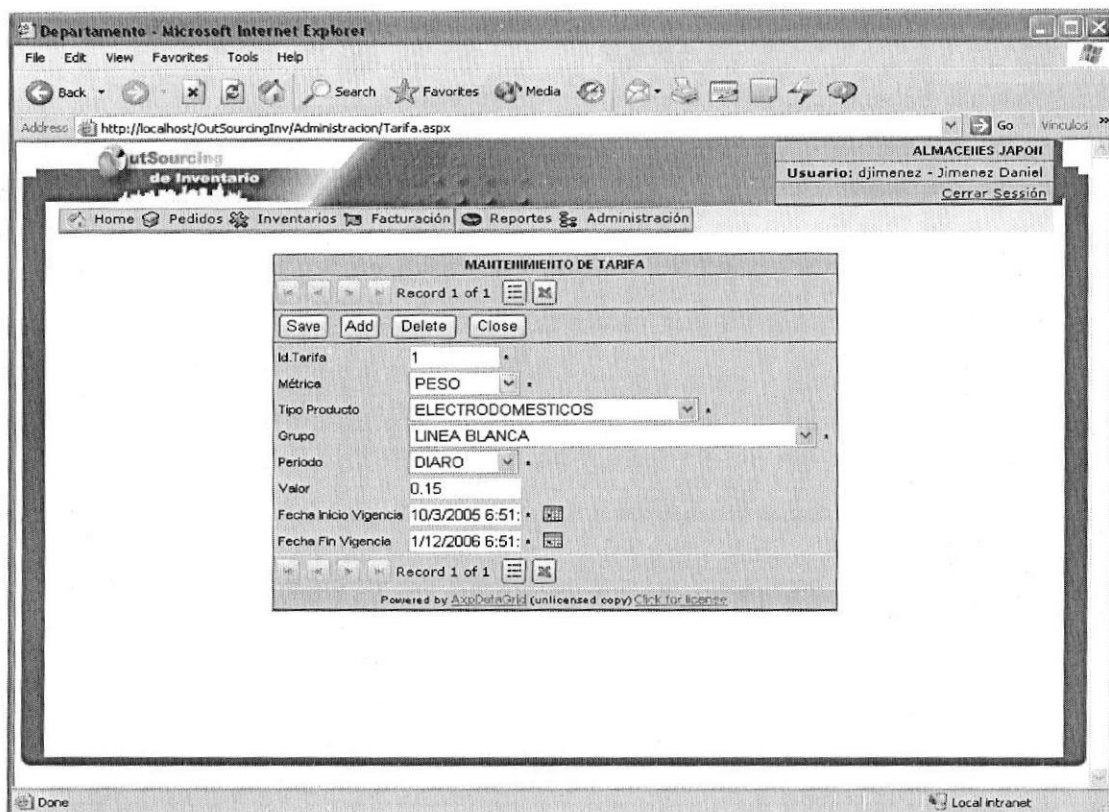 Departamento - Microsoft Internet Explorer
File Edit View Favorites Tools Help
Back Search Favorites Media
Address http://localhost/OutSourcingInv/Administracion/Tarifa.aspx Go Vínculos »
OutSourcing
de Inventario
ALMACENES JAPON
Usuario: djimenez - Jimenez Daniel
Cerrar Sessión
Home Pedidos Inventarios Facturación Reportes Administración
MANTENIMIENTO DE TARIFA
Record 1 of 1
Save Add Delete Close
Id.Tarifa 1 *
Métrica PESO *
Tipo Producto ELECTRODOMESTICOS *
Grupo LINEA BLANCA *
Periodo DIARO *
Valor 0.15
Fecha Inicio Vigencia 10/3/2005 6:51: *
Fecha Fin Vigencia 1/12/2006 6:51: *
Record 1 of 1
Powered by AxpDataGrid (unlicensed copy) Click for license
Done Local intranet